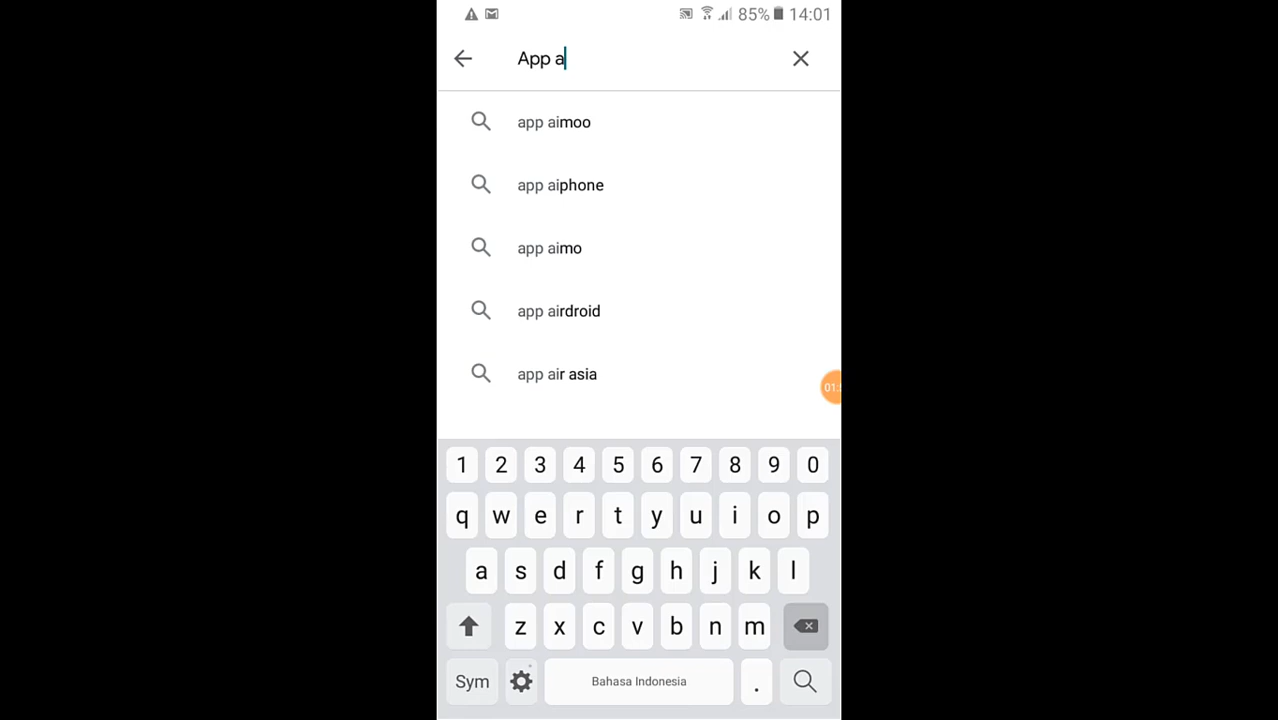 85% 14:01
App a
app aimoo
app aiphone
app aimo
app airdroid
app air asia
01:
1 2 3 4 5 6 7 8 9 0
q w e r t y u i o p
a s d f g h j k l
z x c v b n m
Sym Bahasa Indonesia .